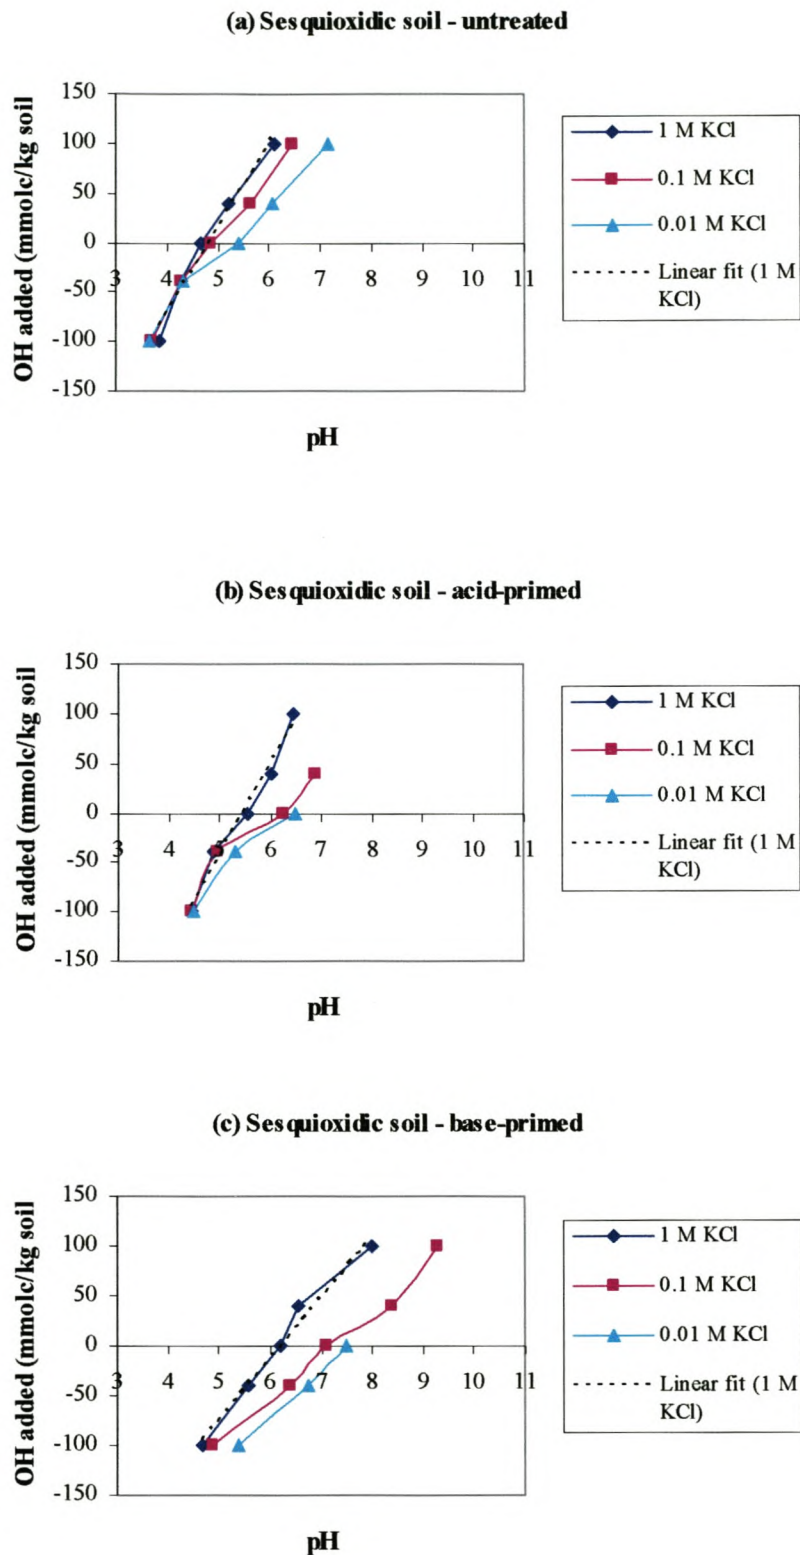 (a) Sesquioxidic soil - untreated
OH added (mmolc/kg soil
150
100
50
0
-50
-100
-150
3 4 5 6 7 8 9 10 11
pH
1 M KCl
0.1 M KCl
0.01 M KCl
Linear fit (1 M
KCl)
(b) Sesquioxidic soil - acid-primed
OH added (mmolc/kg soil
150
100
50
0
-50
-100
-150
3 4 5 6 7 8 9 10 11
pH
1 M KCl
0.1 M KCl
0.01 M KCl
Linear fit (1 M
KCl)
(c) Sesquioxidic soil - base-primed
OH added (mmolc/kg soil
150
100
50
0
-50
-100
-150
3 4 5 6 7 8 9 10 11
pH
1 M KCl
0.1 M KCl
0.01 M KCl
Linear fit (1 M
KCl)